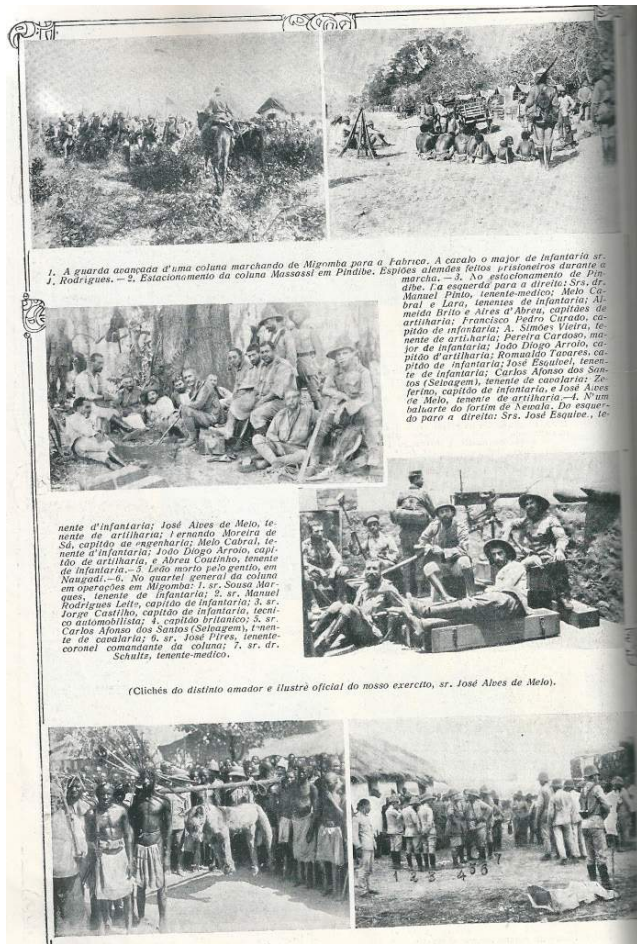 1. A guarda avançada d'uma coluna marchando de Migomba para a Fabrica. A cavalo o major de infantaria sr.
J. Rodrigues. — 2. Estacionamento da coluna Massassi em Pindibe. Espiões alemães feitos prisioneiros durante a
marcha. — 3. No estacionamento de Pin-
dibe. Da esquerda para a direita: Srs. dr.
Manuel Pinto, tenente-medico; Melo Ca-
bral e Lara, tenentes de infantaria; Al-
meida Brito e Aires d'Abreu, capitães de
artilharia; Francisco Pedro Curado, ca-
pitão de infantaria; A. Simões Vieira, te-
nente de artilharia; Pereira Cardoso, ma-
jor de infantaria; João Diogo Arroio, ca-
pitão d'artilharia; Romualdo Tavares, ca-
pitão de infantaria; José Esquivel, tenen-
te de infantaria; Carlos Afonso dos San-
tos (Selvagem), tenente de cavalaria; Ze-
ferino, capitão de infantaria, e José Alves
de Melo, tenente de artilharia.—4. N'um
baluarte do fortim de Newala. Do esquer-
do para a direita: Srs. José Esquive., te-
nente d'infantaria; José Alves de Melo, te-
nente de artilharia; Fernando Moreira de
Sá, capitão de engenharia; Melo Cabral, te-
nente d'infantaria; João Diogo Arroio, capi-
tão de artilharia, e Abreu Coutinho, tenente
de infantaria.—5. Leão morto pelo gentio, em
Naugadi.—6. No quartel general da coluna
em operações em Migomba: 1. sr. Sousa Mar-
ques, tenente de infantaria; 2. sr. Manuel
Rodrigues Leite, capitão de infantaria; 3. sr.
Jorge Castilho, capitão de infantaria, tecni-
co automobilista; 4. capitão britanico; 5. sr.
Carlos Afonso dos Santos (Selvagem), tenen-
te de cavalaria; 6. sr. José Pires, tenente-
coronel comandante da coluna; 7. sr. dr.
Schultz, tenente-medico.
(Clichés do distinto amador e ilustrè oficial do nosso exercito, sr. José Alves de Melo).
1 2 3 4 5 6 7